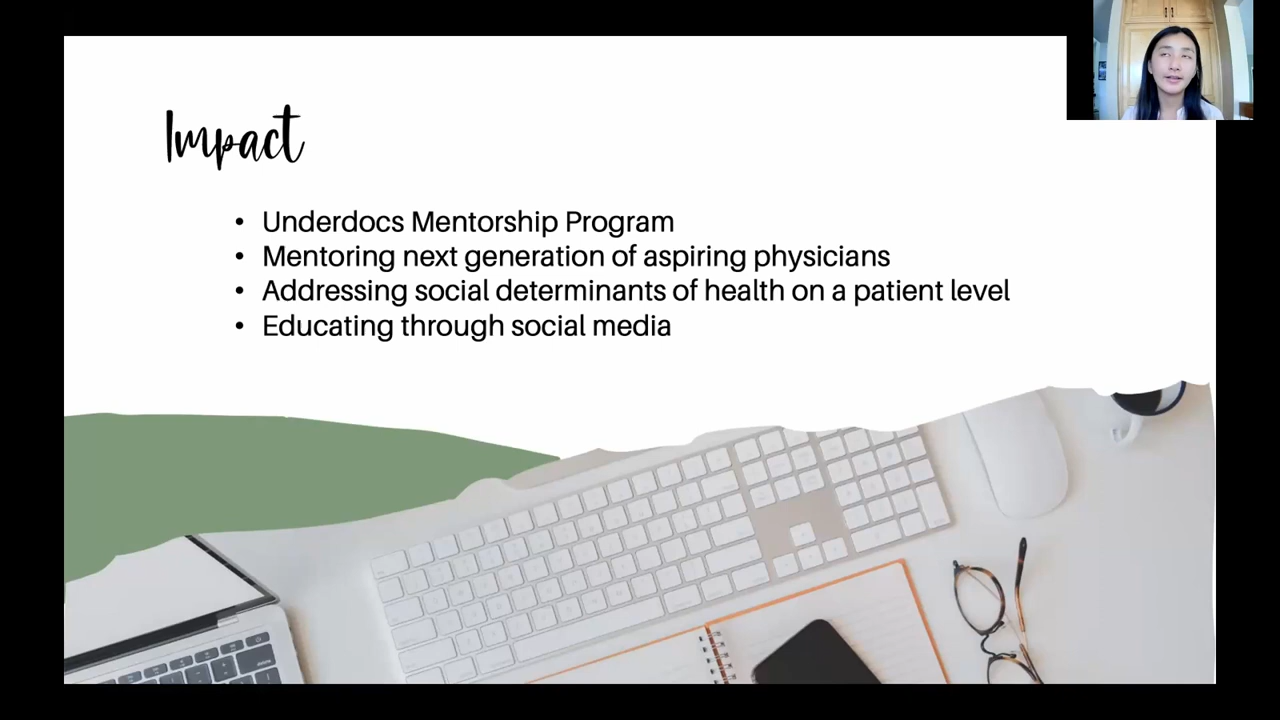 Impact
• Underdocs Mentorship Program
• Mentoring next generation of aspiring physicians
• Addressing social determinants of health on a patient level
• Educating through social media